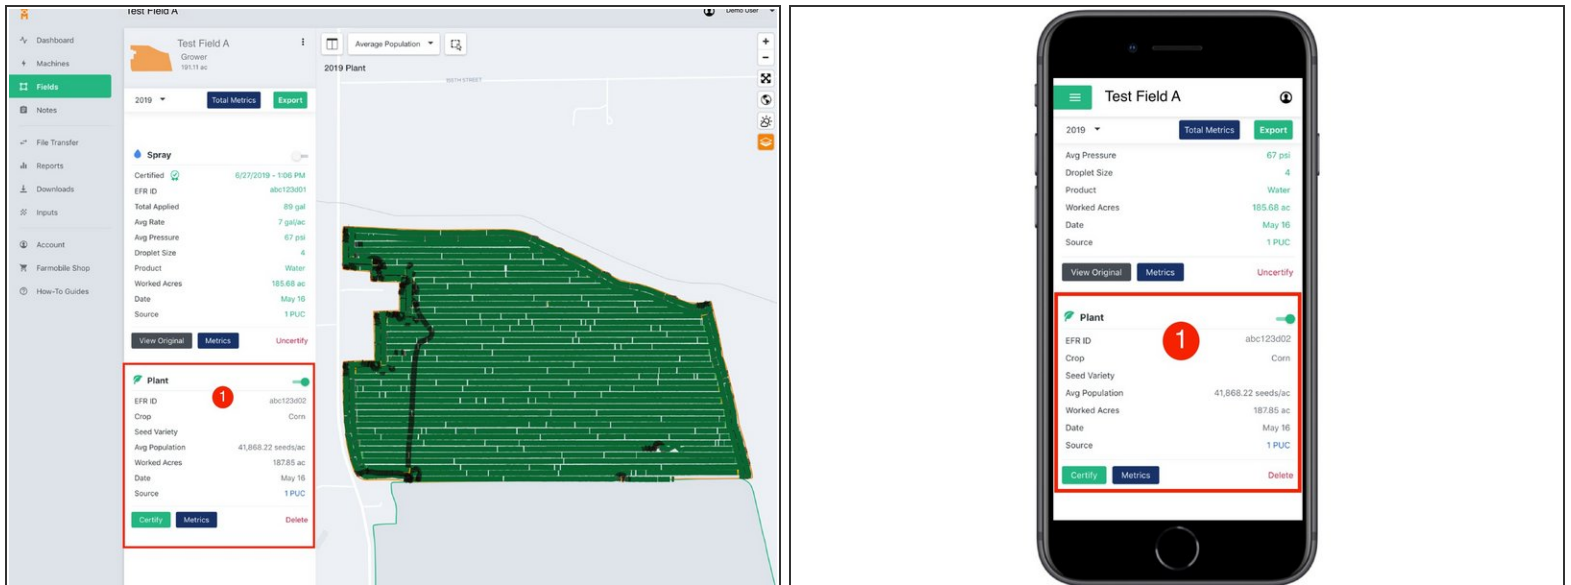 Test Field A
Demo User
Dashboard
Machines
Fields
Notes
File Transfer
Reports
Downloads
Inputs
Account
Farmobile Shop
How-To Guides
Test Field A
Grower
191.11 ac
2019
Total Metrics
Export
Spray
Certified 6/27/2019 - 1:06 PM
EFR ID abc123d01
Total Applied 89 gal
Avg Rate 7 gal/ac
Avg Pressure 67 psi
Droplet Size 4
Product Water
Worked Acres 185.68 ac
Date May 16
Source 1 PUC
View Original Metrics Uncertify
Plant
1
EFR ID abc123d02
Crop Corn
Seed Variety
Avg Population 41,868.22 seeds/ac
Worked Acres 187.85 ac
Date May 16
Source 1 PUC
Certify Metrics Delete
Average Population
2019 Plant
Test Field A
2019 Total Metrics Export
Avg Pressure 67 psi
Droplet Size 4
Product Water
Worked Acres 185.68 ac
Date May 16
Source 1 PUC
View Original Metrics Uncertify
Plant
1
EFR ID abc123d02
Crop Corn
Seed Variety
Avg Population 41,868.22 seeds/ac
Worked Acres 187.85 ac
Date May 16
Source 1 PUC
Certify Metrics Delete